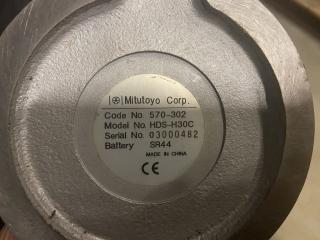 Mitutoyo Corp.
Code No. 570-302
Model No. HDS-H30C
Serial No. 03000482
Battery SR44
MADE IN CHINA
CE